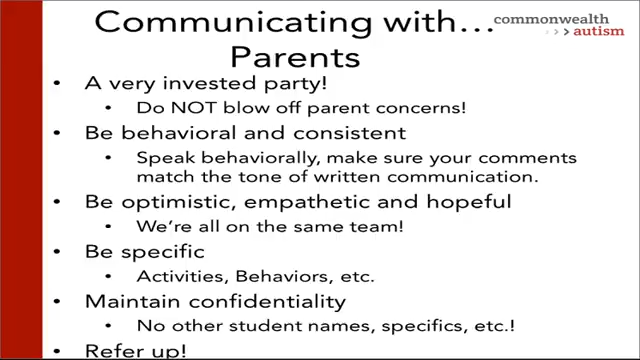 Communicating with...
Parents
commonwealth
autism
• A very invested party!
• Do NOT blow off parent concerns!
• Be behavioral and consistent
• Speak behaviorally, make sure your comments
match the tone of written communication.
• Be optimistic, empathetic and hopeful
• We're all on the same team!
• Be specific
• Activities, Behaviors, etc.
• Maintain confidentiality
• No other student names, specifics, etc.!
• Refer up!